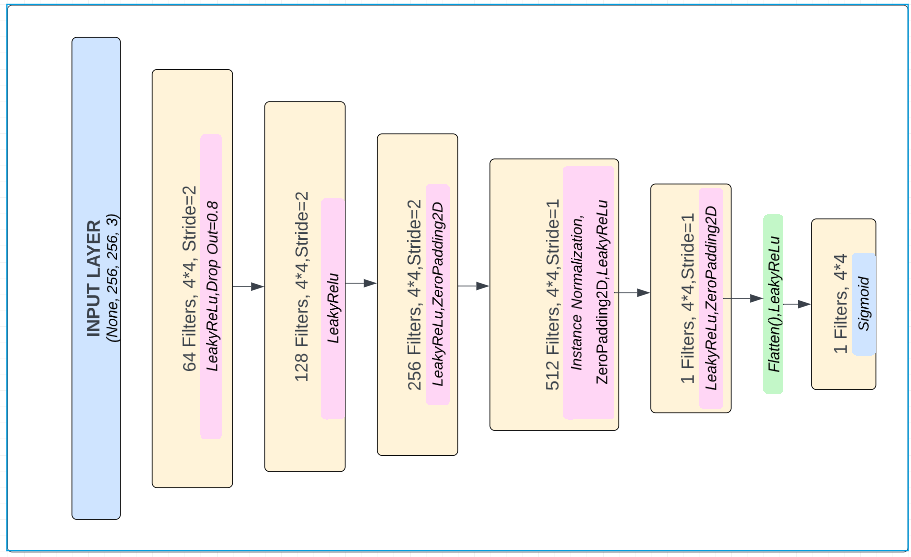 INPUT LAYER
(None, 256, 256, 3)
64 Filters, 4*4, Stride=2
LeakyReLu,Drop Out=0.8
128 Filters, 4*4,Stride=2
LeakyRelu
256 Filters, 4*4,Stride=2
LeakyReLu,ZeroPadding2D
512 Filters, 4*4,Stride=1
Instance Normalization,
ZeroPadding2D,LeakyReLu
1 Filters, 4*4,Stride=1
LeakyReLu,ZeroPadding2D
Flatten(),LeakyReLu
1 Filters, 4*4
Sigmoid